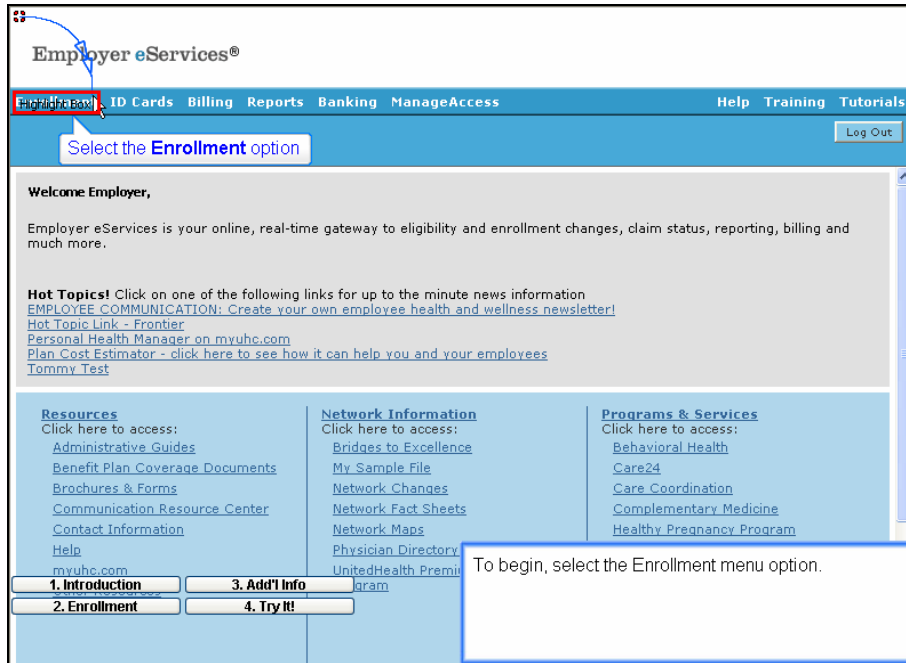 Employer eServices®
Highlight Box ID Cards Billing Reports Banking ManageAccess Help Training Tutorials
Log Out
Select the Enrollment option
Welcome Employer,
Employer eServices is your online, real-time gateway to eligibility and enrollment changes, claim status, reporting, billing and
much more.
Hot Topics! Click on one of the following links for up to the minute news information
EMPLOYEE COMMUNICATION: Create your own employee health and wellness newsletter!
Hot Topic Link - Frontier
Personal Health Manager on myuhc.com
Plan Cost Estimator - click here to see how it can help you and your employees
Tommy Test
Resources
Click here to access:
Administrative Guides
Benefit Plan Coverage Documents
Brochures & Forms
Communication Resource Center
Contact Information
Help
myuhc.com
Network Information
Click here to access:
Bridges to Excellence
My Sample File
Network Changes
Network Fact Sheets
Network Maps
Physician Directory
UnitedHealth Premi
gram
Programs & Services
Click here to access:
Behavioral Health
Care24
Care Coordination
Complementary Medicine
Healthy Pregnancy Program
To begin, select the Enrollment menu option.
1. Introduction
3. Add'l Info
2. Enrollment
4. Try It!